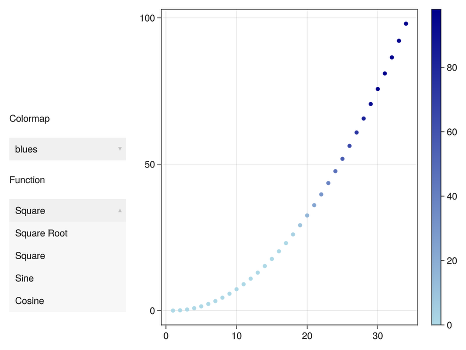 Colormap
blues
Function
Square
Square Root
Square
Sine
Cosine
100
50
0
0 10 20 30
80
60
40
20
0